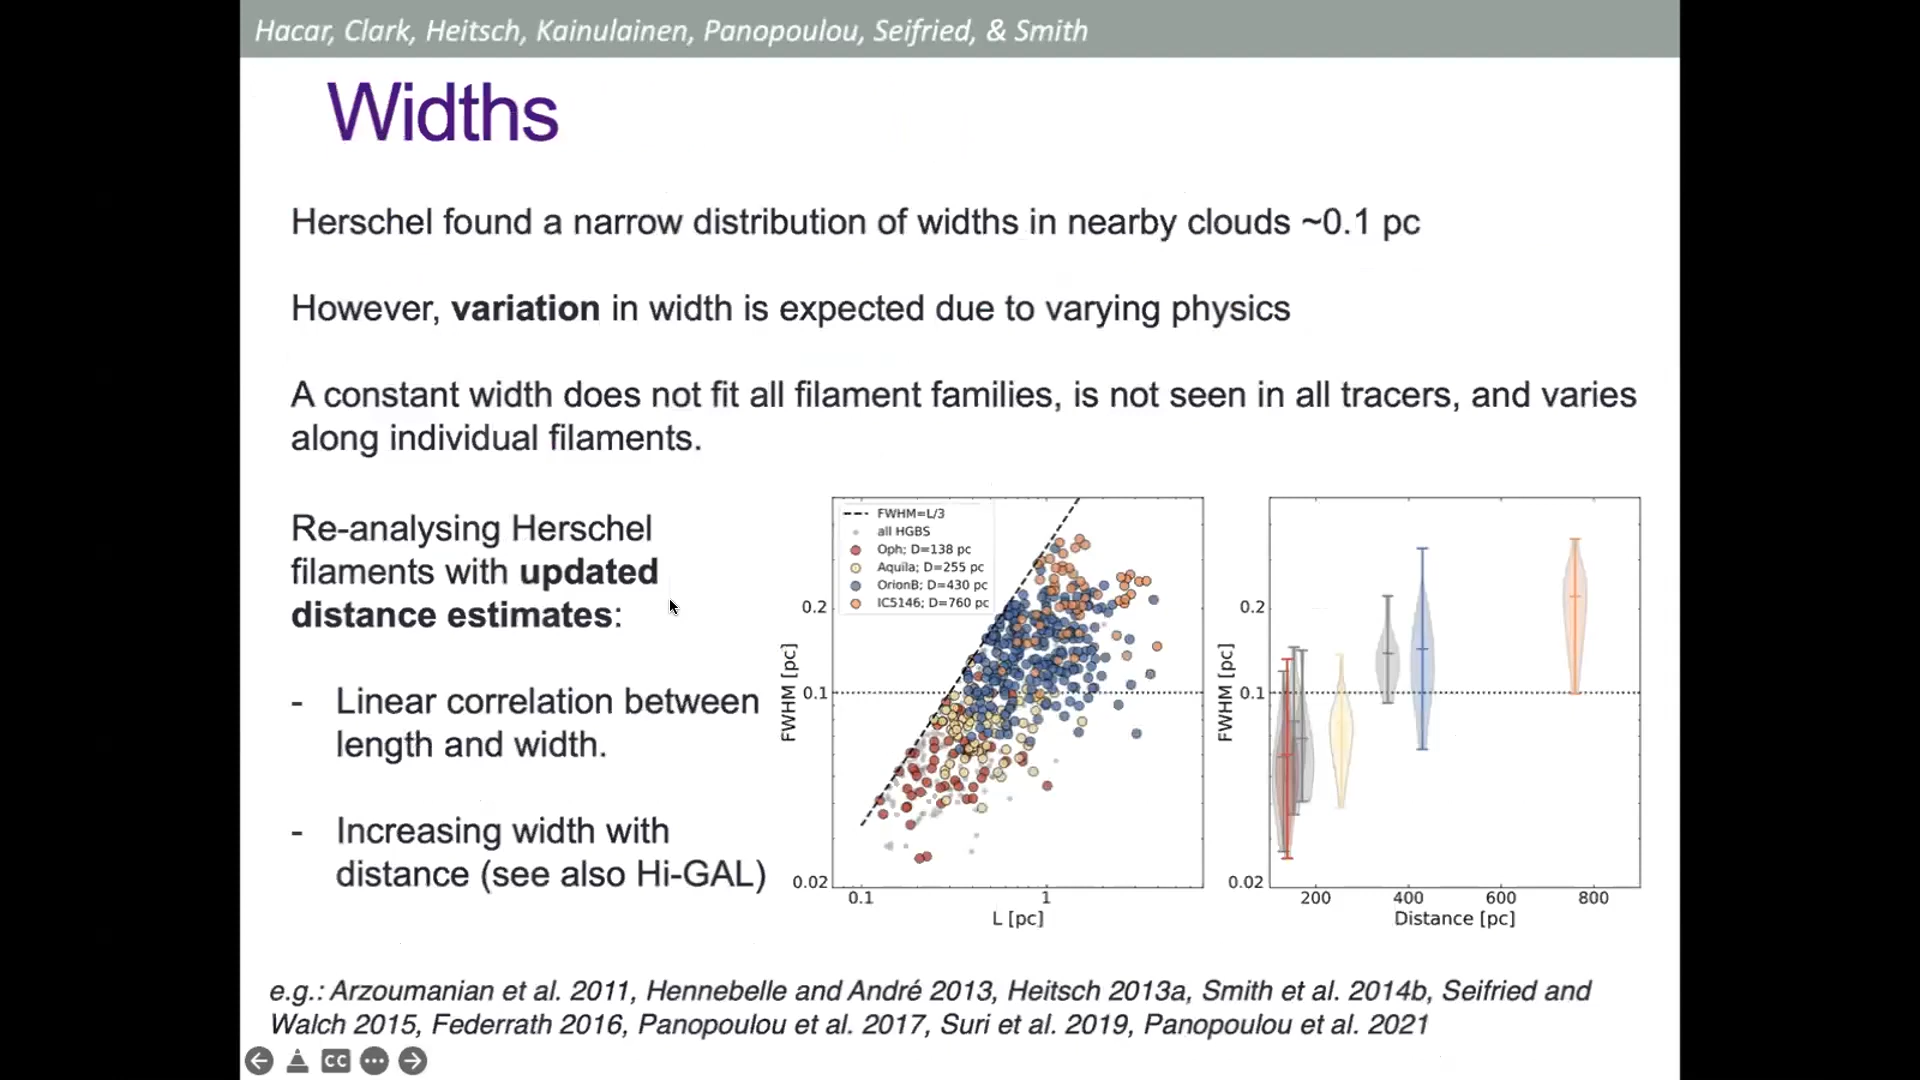 Hacar, Clark, Heitsch, Kainulainen, Panopoulou, Seifried, & Smith
Widths
Herschel found a narrow distribution of widths in nearby clouds ~0.1 pc
However, variation in width is expected due to varying physics
A constant width does not fit all filament families, is not seen in all tracers, and varies
along individual filaments.
Re-analysing Herschel
filaments with updated
distance estimates:
- Linear correlation between
length and width.
- Increasing width with
distance (see also Hi-GAL)
FWHM=L/3
all HGBS
Oph; D=138 pc
Aquila; D=255 pc
OrionB; D=430 pc
IC5146; D=760 pc
0.2
0.1
0.02
FWHM [pc]
0.1 1
L [pc]
0.2
0.1
0.02
FWHM [pc]
200 400 600 800
Distance [pc]
e.g.: Arzoumanian et al. 2011, Hennebelle and André 2013, Heitsch 2013a, Smith et al. 2014b, Seifried and
Walch 2015, Federrath 2016, Panopoulou et al. 2017, Suri et al. 2019, Panopoulou et al. 2021
CC